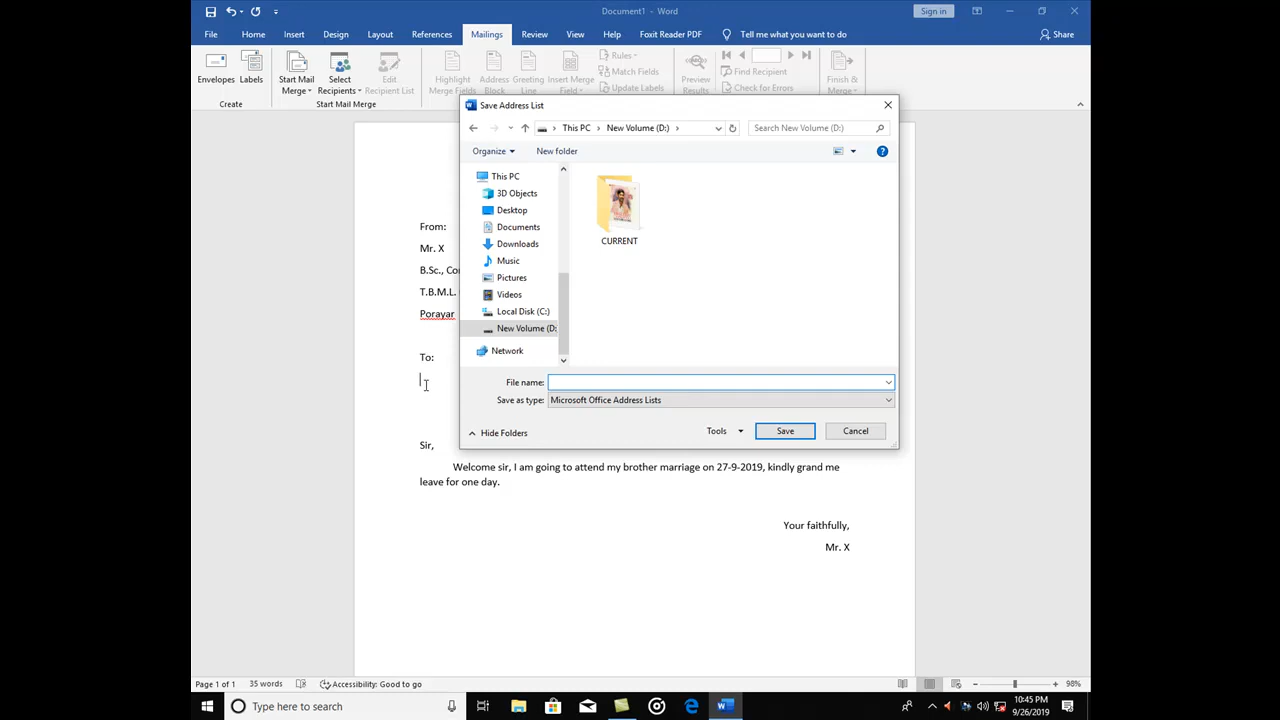 Document1 - Word
Sign in
File Home Insert Design Layout References Mailings Review View Help Foxit Reader PDF Tell me what you want to do Share
Envelopes Labels Start Mail Merge Select Recipients Edit Recipient List Highlight Merge Fields Address Block Greeting Line Insert Merge Field Rules Match Fields Update Labels Preview Results Find Recipient Check for Errors Finish & Merge
Create Start Mail Merge
Save Address List
This PC New Volume (D:) Search New Volume (D:)
Organize New folder
This PC
3D Objects
Desktop
Documents
Downloads
Music
Pictures
Videos
Local Disk (C:)
New Volume (D:
Network
CURRENT
File name:
Save as type: Microsoft Office Address Lists
Hide Folders Tools Save Cancel
From:
Mr. X
B.Sc., Co
T.B.M.L.
Porayar
To:
Sir,
Welcome sir, I am going to attend my brother marriage on 27-9-2019, kindly grand me
leave for one day.
Your faithfully,
Mr. X
Page 1 of 1 35 words Accessibility: Good to go 98%
Type here to search
10:45 PM
9/26/2019